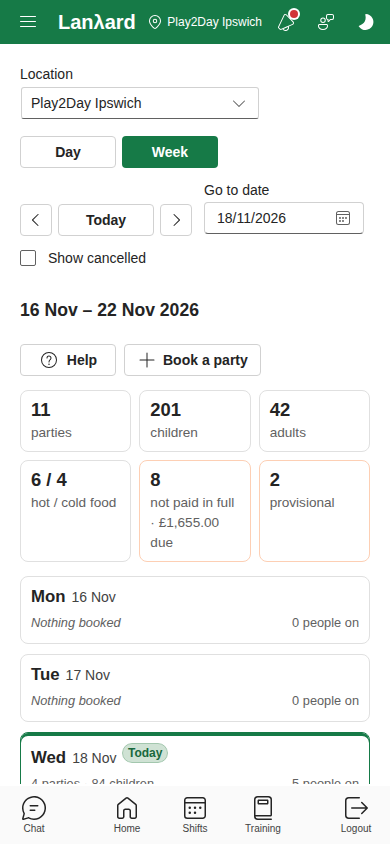 Lanλard
Play2Day Ipswich
Location
Play2Day Ipswich
Day
Week
Go to date
Today
18/11/2026
Show cancelled
16 Nov – 22 Nov 2026
Help
Book a party
11
parties
201
children
42
adults
6 / 4
hot / cold food
8
not paid in full
· £1,655.00
due
2
provisional
Mon 16 Nov
Nothing booked
0 people on
Tue 17 Nov
Nothing booked
0 people on
Wed 18 Nov Today
4 parties · 84 children
5 people on
Chat
Home
Shifts
Training
Logout